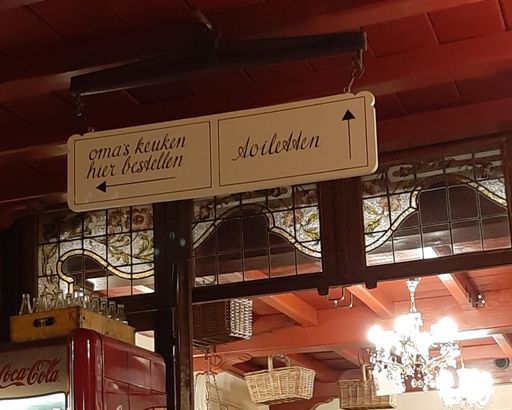 oma's keuken
hier bestellen
toiletten
Coca-Cola